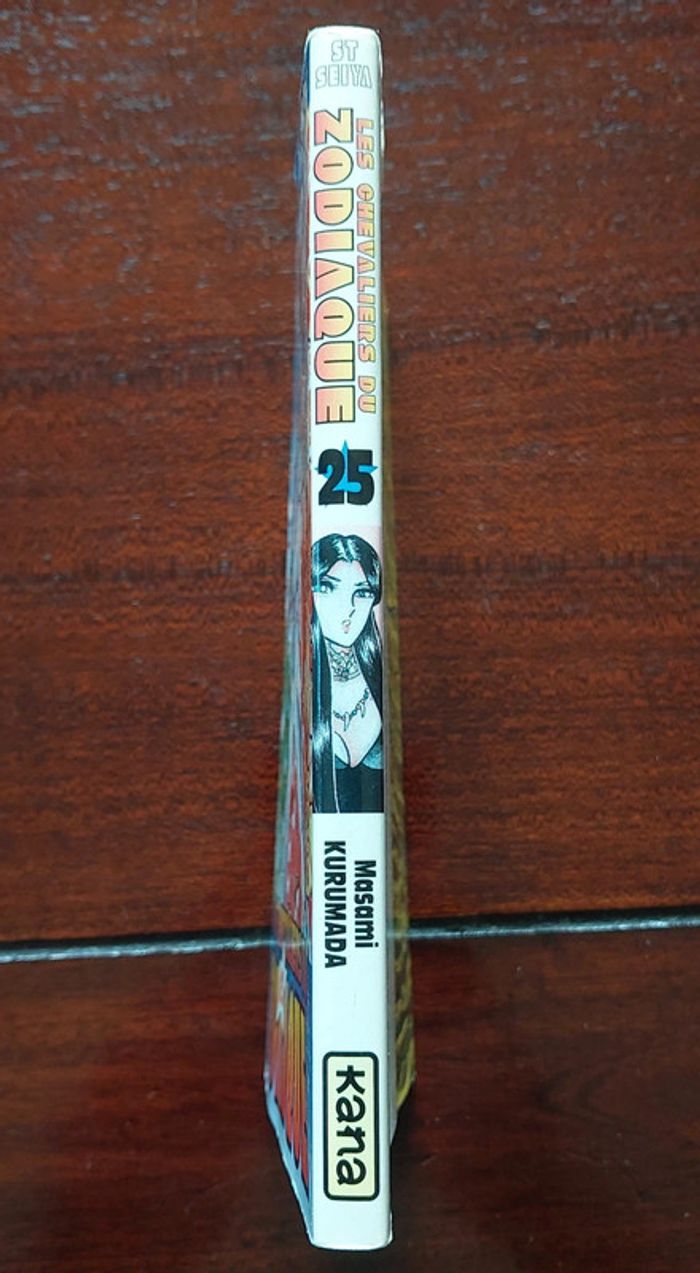 ST
SEIYA
LES CHEVALIERS DU
ZODIAQUE
25
Masami
KURUMADA
Kana